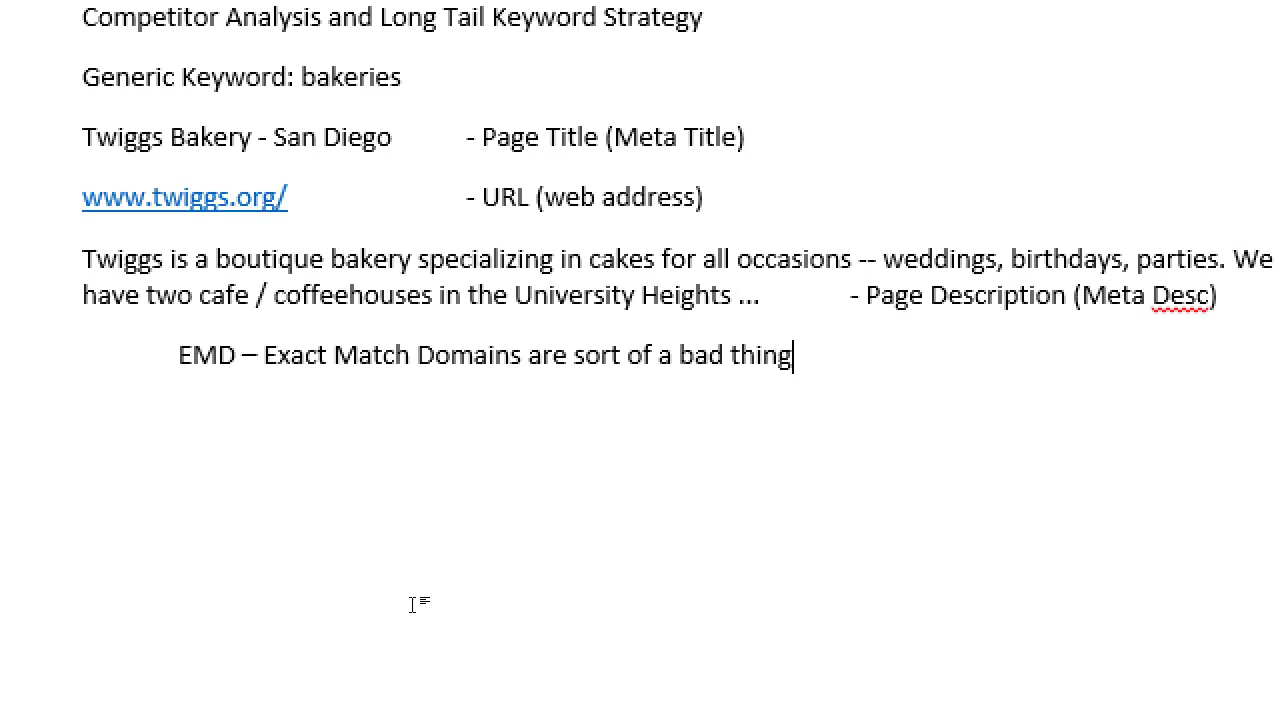 Competitor Analysis and Long Tail Keyword Strategy
Generic Keyword: bakeries
Twiggs Bakery - San Diego - Page Title (Meta Title)
www.twiggs.org/ - URL (web address)
Twiggs is a boutique bakery specializing in cakes for all occasions -- weddings, birthdays, parties. We
have two cafe / coffeehouses in the University Heights ... - Page Description (Meta Desc)
EMD – Exact Match Domains are sort of a bad thing